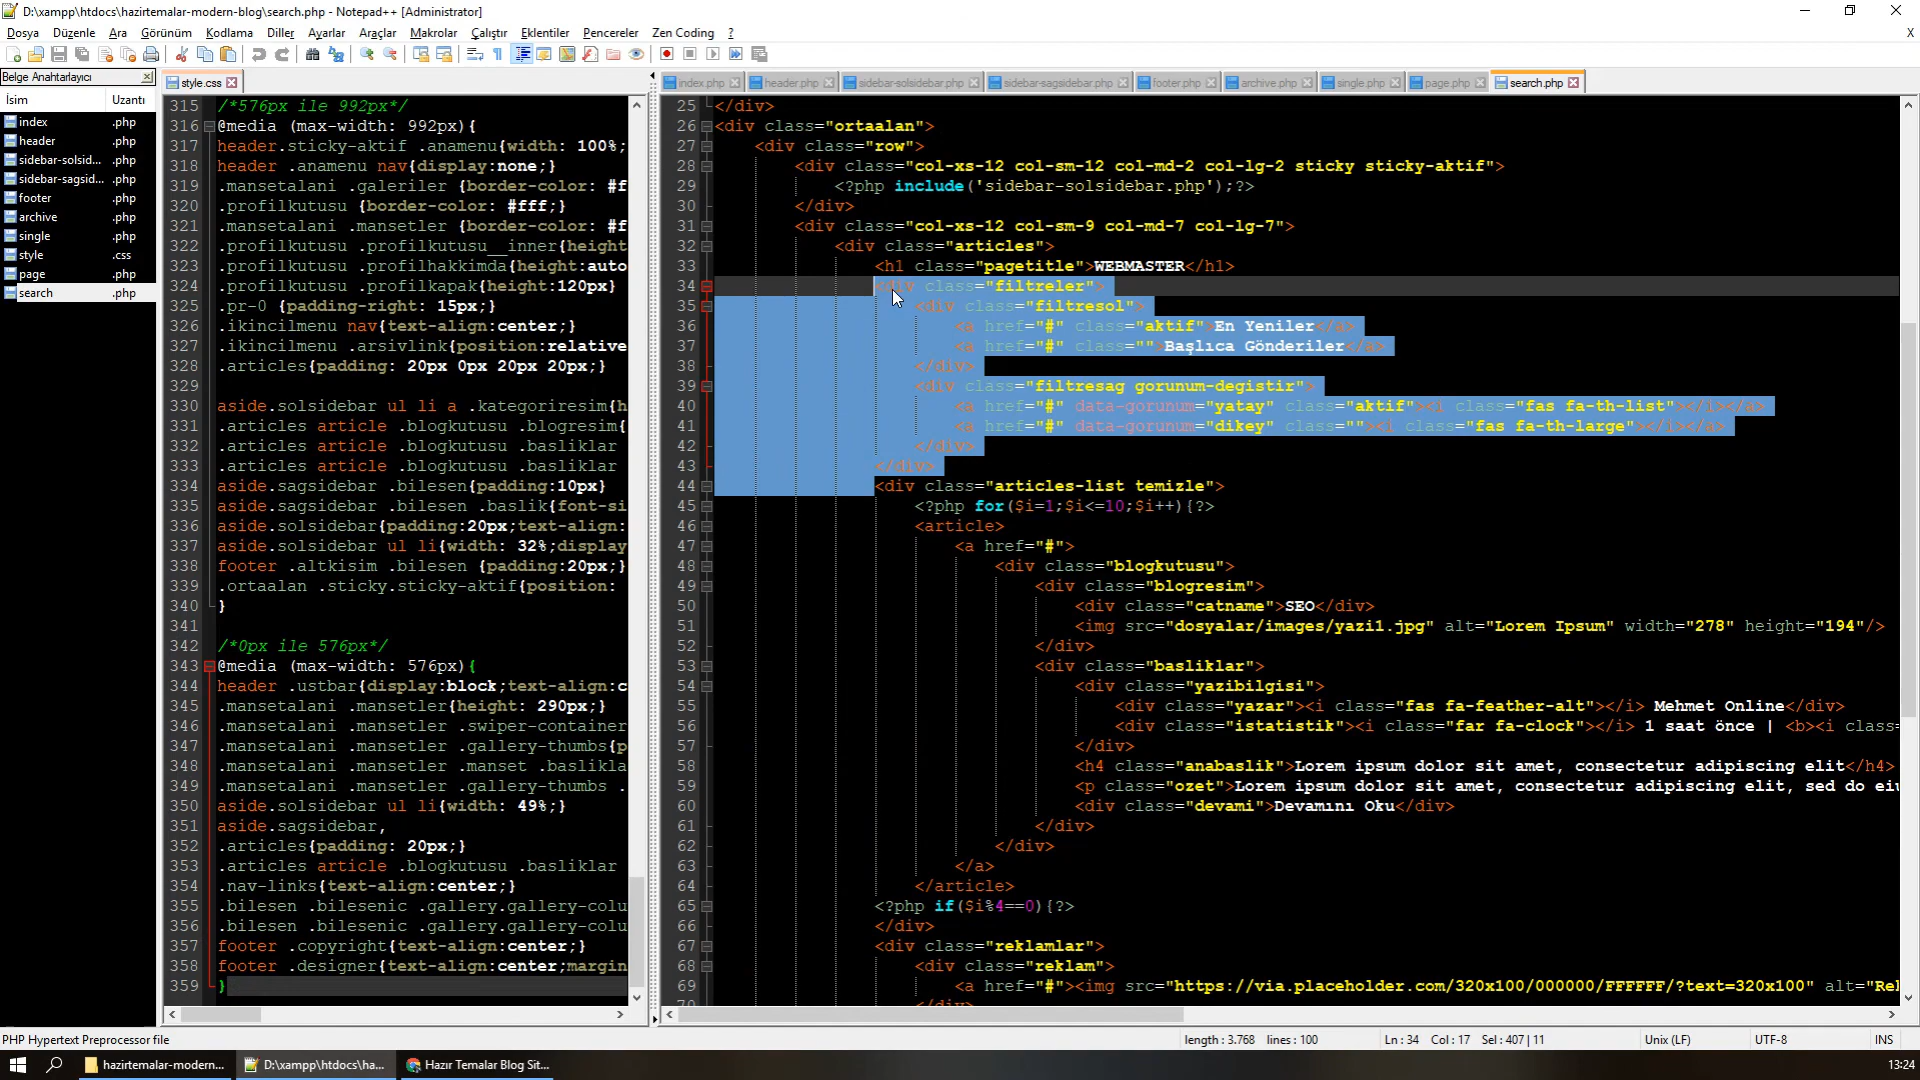 D:\xampp\htdocs\hazirtemalar-modern-blog\search.php - Notepad++ [Administrator]
Dosya Düzenle Ara Görünüm Kodlama Diller Ayarlar Araçlar Makrolar Çalıştır Eklentiler Pencereler Zen Coding ? X
Belge Anahtarlayıcı
style.css
index.php header.php sidebar-solsidebar.php sidebar-sagsidebar.php footer.php archive.php single.php page.php search.php
İsim Uzantı
index .php
header .php
sidebar-solsid... .php
sidebar-sagsid... .php
footer .php
archive .php
single .php
style .css
page .php
search .php
315 /*576px ile 992px*/
316 @media (max-width: 992px){
317 header.sticky-aktif .anamenu{width: 100%;
318 header .anamenu nav{display:none;}
319 .mansetalani .galeriler {border-color: #f
320 .profilkutusu {border-color: #fff;}
321 .mansetalani .mansetler {border-color: #f
322 .profilkutusu .profilkutusu__inner{height
323 .profilkutusu .profilhakkimda{height:auto
324 .profilkutusu .profilkapak{height:120px}
325 .pr-0 {padding-right: 15px;}
326 .ikincilmenu nav{text-align:center;}
327 .ikincilmenu .arsivlink{position:relative
328 .articles{padding: 20px 0px 20px 20px;}
329
330 aside.solsidebar ul li a .kategoriresim{h
331 .articles article .blogkutusu .blogresim{
332 .articles article .blogkutusu .basliklar
333 .articles article .blogkutusu .basliklar
334 aside.sagsidebar .bilesen{padding:10px}
335 aside.sagsidebar .bilesen .baslik{font-si
336 aside.solsidebar{padding:20px;text-align:
337 aside.solsidebar ul li{width: 32%;display
338 footer .altkisim .bilesen {padding:20px;}
339 .ortaalan .sticky.sticky-aktif{position:
340 }
341
342 /*0px ile 576px*/
343 @media (max-width: 576px){
344 header .ustbar{display:block;text-align:c
345 .mansetalani .mansetler{height: 290px;}
346 .mansetalani .mansetler .swiper-container
347 .mansetalani .mansetler .gallery-thumbs{p
348 .mansetalani .mansetler .manset .baslikla
349 .mansetalani .mansetler .gallery-thumbs .
350 aside.solsidebar ul li{width: 49%;}
351 aside.sagsidebar,
352 .articles{padding: 20px;}
353 .articles article .blogkutusu .basliklar
354 .nav-links{text-align:center;}
355 .bilesen .bilesenic .gallery.gallery-colu
356 .bilesen .bilesenic .gallery.gallery-colu
357 footer .copyright{text-align:center;}
358 footer .designer{text-align:center;margin
359 }
25 </div>
26 <div class="ortaalan">
27 <div class="row">
28 <div class="col-xs-12 col-sm-12 col-md-2 col-lg-2 sticky sticky-aktif">
29 <?php include('sidebar-solsidebar.php');?>
30 </div>
31 <div class="col-xs-12 col-sm-9 col-md-7 col-lg-7">
32 <div class="articles">
33 <h1 class="pagetitle">WEBMASTER</h1>
34 <div class="filtreler">
35 <div class="filtresol">
36 <a href="#" class="aktif">En Yeniler</a>
37 <a href="#" class="">Başlıca Gönderiler</a>
38 </div>
39 <div class="filtresag gorunum-degistir">
40 <a href="#" data-gorunum="yatay" class="aktif"><i class="fas fa-th-list"></i></a>
41 <a href="#" data-gorunum="dikey" class=""><i class="fas fa-th-large"></i></a>
42 </div>
43 </div>
44 <div class="articles-list temizle">
45 <?php for($i=1;$i<=10;$i++){?>
46 <article>
47 <a href="#">
48 <div class="blogkutusu">
49 <div class="blogresim">
50 <div class="catname">SEO</div>
51 <img src="dosyalar/images/yazi1.jpg" alt="Lorem Ipsum" width="278" height="194"/>
52 </div>
53 <div class="basliklar">
54 <div class="yazibilgisi">
55 <div class="yazar"><i class="fas fa-feather-alt"></i> Mehmet Online</div>
56 <div class="istatistik"><i class="far fa-clock"></i> 1 saat önce | <b><i class=
57 </div>
58 <h4 class="anabaslik">Lorem ipsum dolor sit amet, consectetur adipiscing elit</h4>
59 <p class="ozet">Lorem ipsum dolor sit amet, consectetur adipiscing elit, sed do eiu
60 <div class="devami">Devamını Oku</div>
61 </div>
62 </div>
63 </a>
64 </article>
65 <?php if($i%4==0){?>
66 </div>
67 <div class="reklamlar">
68 <div class="reklam">
69 <a href="#"><img src="https://via.placeholder.com/320x100/000000/FFFFFF/?text=320x100" alt="Rek
70 </div>
PHP Hypertext Preprocessor file length : 3.768 lines : 100 Ln : 34 Col : 17 Sel : 407 | 11 Unix (LF) UTF-8 INS
hazirtemalar-modern... D:\xampp\htdocs\ha... Hazır Temalar Blog Sit... 13:24